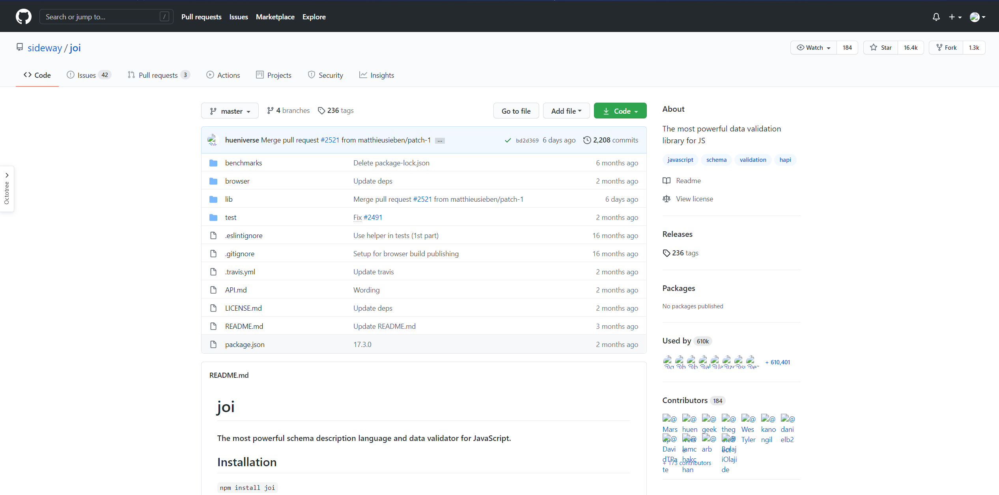 Search or jump to... /
Pull requests Issues Marketplace Explore
sideway / joi
Watch 184 Star 16.4k Fork 1.3k
Code Issues 42 Pull requests 3 Actions Projects Security Insights
master 4 branches 236 tags Go to file Add file Code
hueniverse Merge pull request #2521 from matthieusieben/patch-1 ... bd2d369 6 days ago 2,208 commits
benchmarks Delete package-lock.json 6 months ago
browser Update deps 2 months ago
lib Merge pull request #2521 from matthieusieben/patch-1 6 days ago
test Fix #2491 2 months ago
.eslintignore Use helper in tests (1st part) 16 months ago
.gitignore Setup for browser build publishing 16 months ago
.travis.yml Update travis 2 months ago
API.md Wording 2 months ago
LICENSE.md Update deps 2 months ago
README.md Update README.md 3 months ago
package.json 17.3.0 2 months ago
Octotree
README.md
joi
The most powerful schema description language and data validator for JavaScript.
Installation
npm install joi
About
The most powerful data validation
library for JS
javascript schema validation hapi
Readme
View license
Releases
236 tags
Packages
No packages published
Used by 610k
+ 610,401
Contributors 184
@ @ @ @ @ @ @
Mars huen geek theg Wes kano dani
Tyler ngil elb2
@ @ @ @
Davi lamc arb Bolaj
dTPa hakc iOlaji
te han de
+ 173 contributors